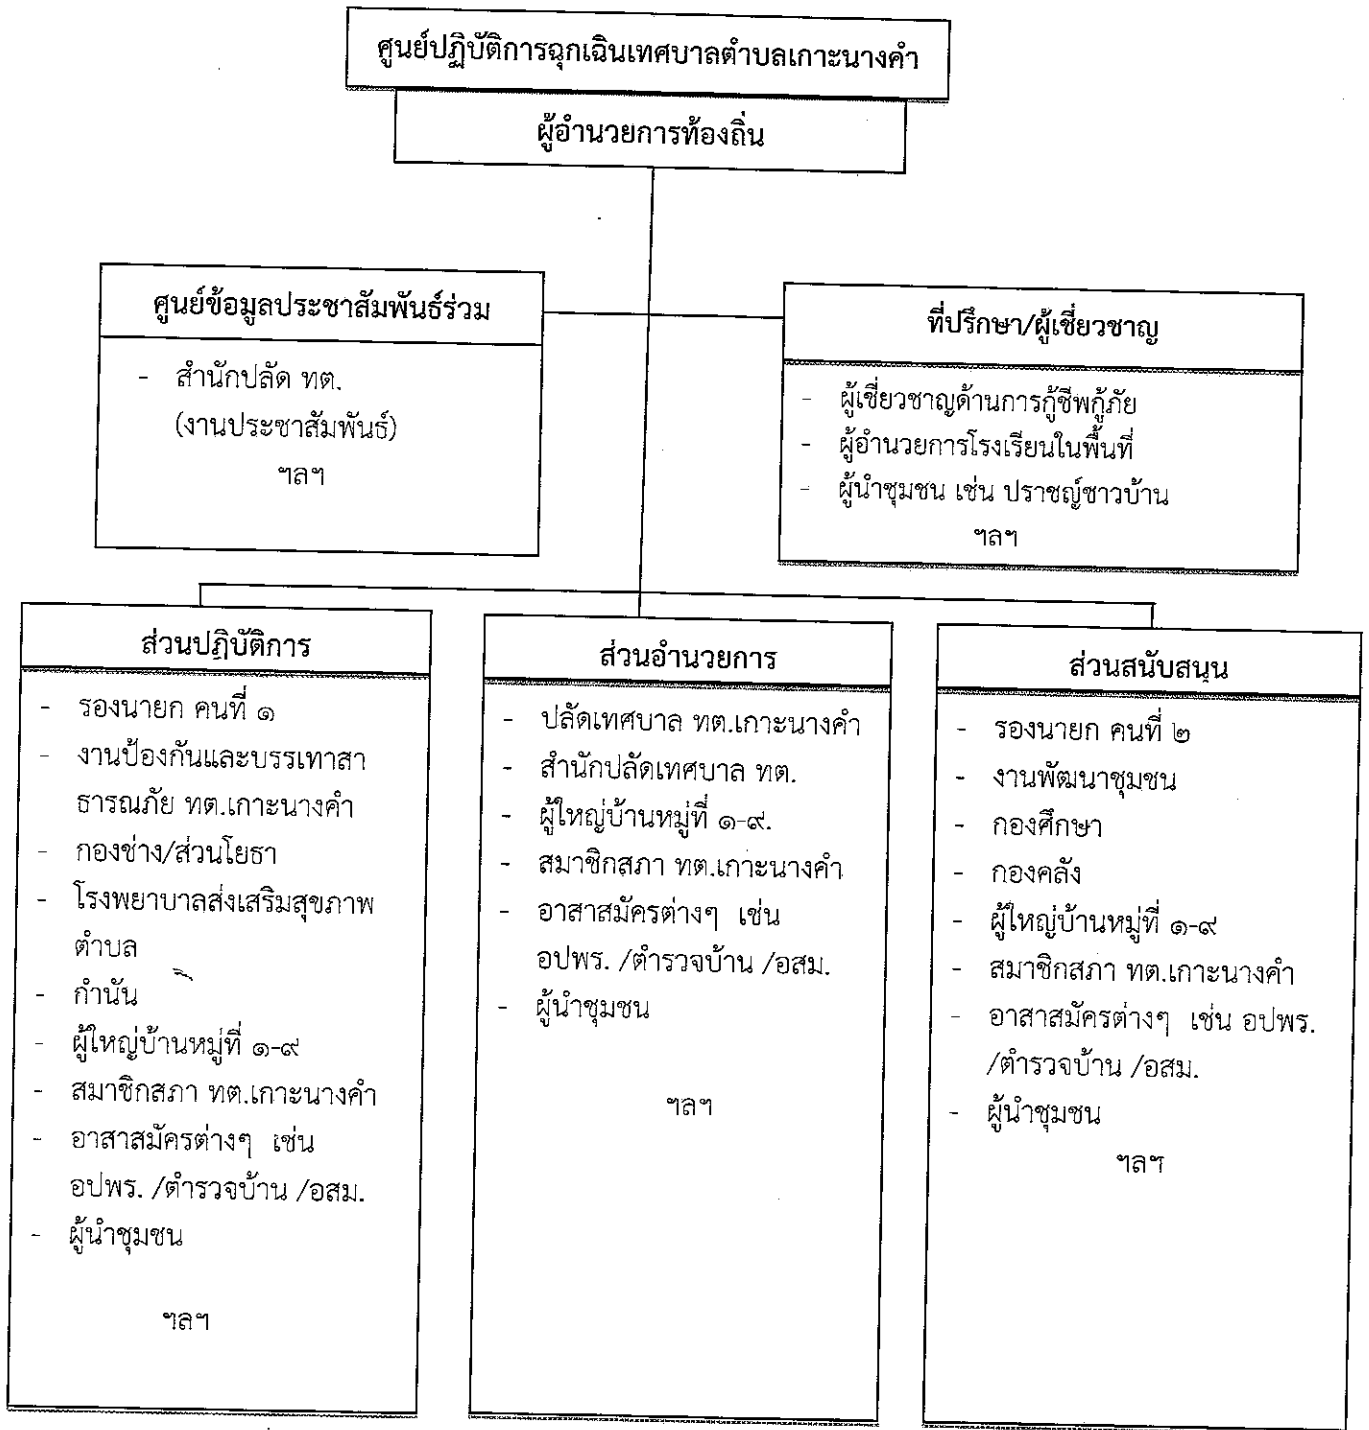 ศูนย์ปฏิบัติการฉุกเฉินเทศบาลตำบลเกาะนางคำ
ผู้อำนวยการท้องถิ่น
ศูนย์ข้อมูลประชาสัมพันธ์ร่วม
- สำนักปลัด ทต.
(งานประชาสัมพันธ์)
ฯลฯ
ที่ปรึกษา/ผู้เชี่ยวชาญ
- ผู้เชี่ยวชาญด้านการกู้ชีพกู้ภัย
- ผู้อำนวยการโรงเรียนในพื้นที่
- ผู้นำชุมชน เช่น ปราชญ์ชาวบ้าน
ฯลฯ
ส่วนปฏิบัติการ
- รองนายก คนที่ ๑
- งานป้องกันและบรรเทาสา
ธารณภัย ทต.เกาะนางคำ
- กองช่าง/ส่วนโยธา
- โรงพยาบาลส่งเสริมสุขภาพ
ตำบล
- กำนัน
- ผู้ใหญ่บ้านหมู่ที่ ๑-๙
- สมาชิกสภา ทต.เกาะนางคำ
- อาสาสมัครต่างๆ เช่น
อปพร. /ตำรวจบ้าน /อสม.
- ผู้นำชุมชน
ฯลฯ
ส่วนอำนวยการ
- ปลัดเทศบาล ทต.เกาะนางคำ
- สำนักปลัดเทศบาล ทต.
- ผู้ใหญ่บ้านหมู่ที่ ๑-๙.
- สมาชิกสภา ทต.เกาะนางคำ
- อาสาสมัครต่างๆ เช่น
อปพร. /ตำรวจบ้าน /อสม.
- ผู้นำชุมชน
ฯลฯ
ส่วนสนับสนุน
- รองนายก คนที่ ๒
- งานพัฒนาชุมชน
- กองศึกษา
- กองคลัง
- ผู้ใหญ่บ้านหมู่ที่ ๑-๙
- สมาชิกสภา ทต.เกาะนางคำ
- อาสาสมัครต่างๆ เช่น อปพร.
/ตำรวจบ้าน /อสม.
- ผู้นำชุมชน
ฯลฯ